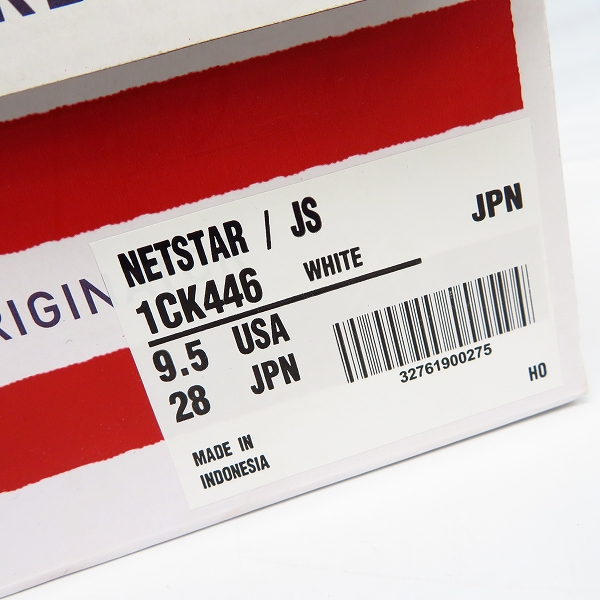 NETSTAR / JS JPN
1CK446 WHITE
9.5 USA
28 JPN
32761900275
HO
MADE IN
INDONESIA
RIGIN